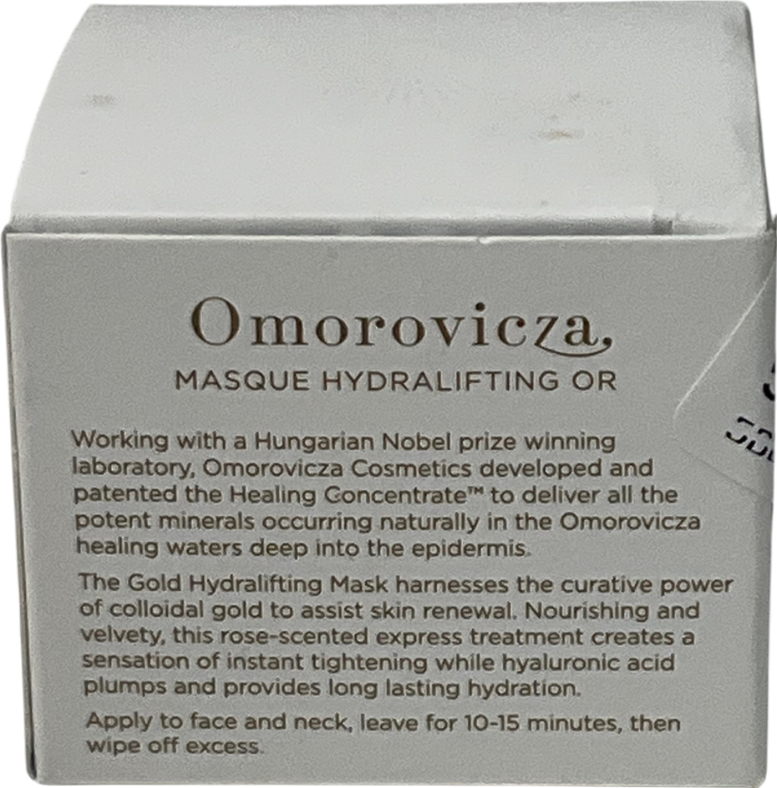 Omorovicza
MASQUE HYDRALIFTING OR
Working with a Hungarian Nobel prize winning
laboratory, Omorovicza Cosmetics developed and
patented the Healing Concentrate™ to deliver all the
potent minerals occurring naturally in the Omorovicza
healing waters deep into the epidermis.
The Gold Hydralifting Mask harnesses the curative power
of colloidal gold to assist skin renewal. Nourishing and
velvety, this rose-scented express treatment creates a
sensation of instant tightening while hyaluronic acid
plumps and provides long lasting hydration.
Apply to face and neck, leave for 10-15 minutes, then
wipe off excess.